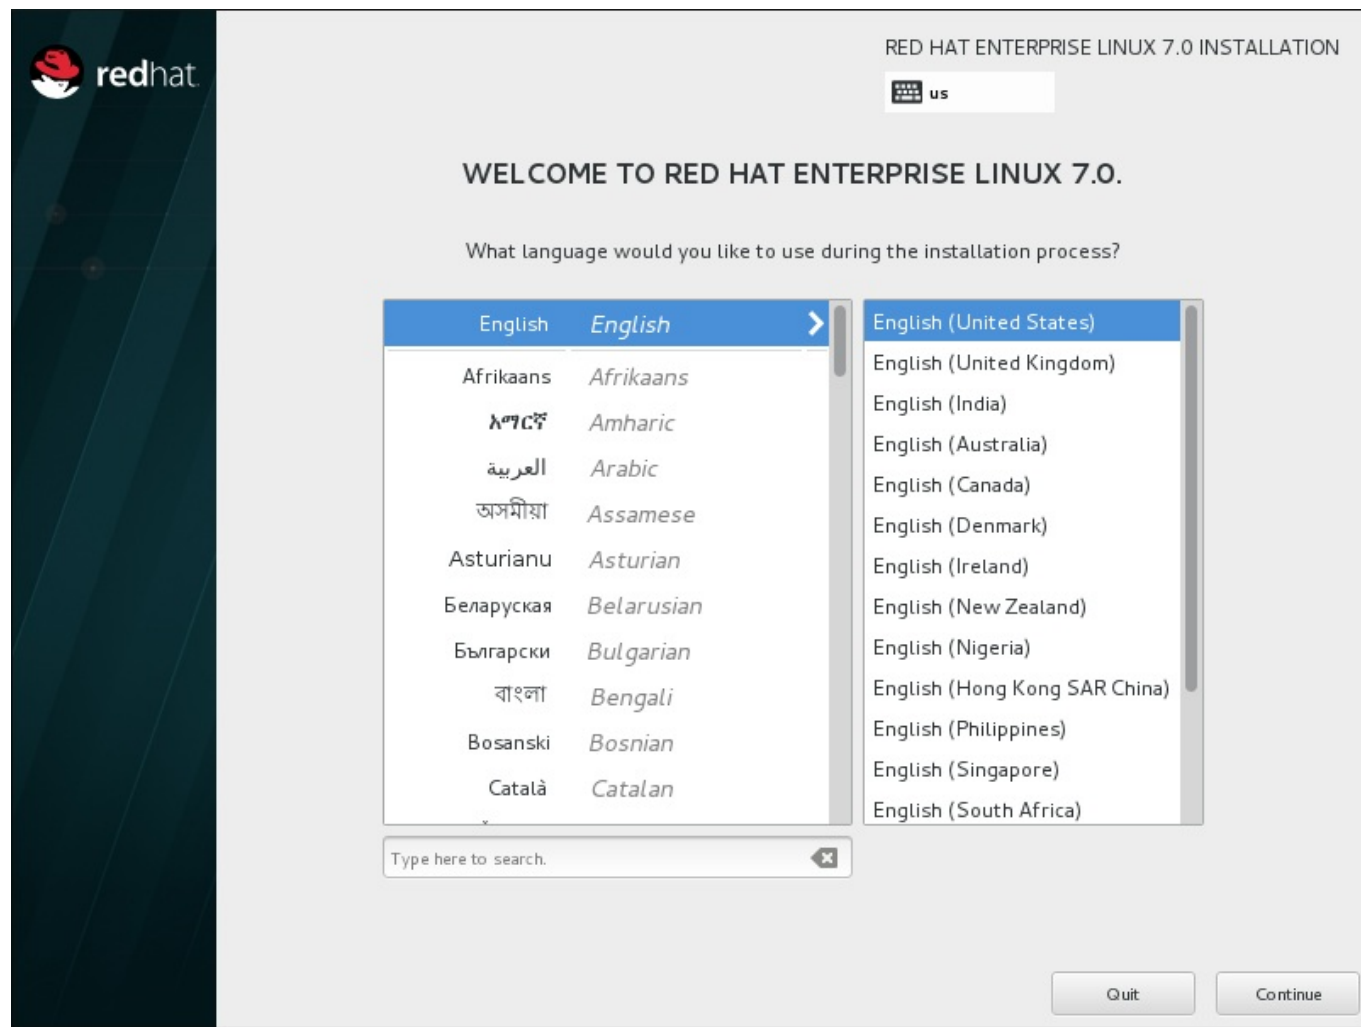 redhat.
RED HAT ENTERPRISE LINUX 7.0 INSTALLATION
us
WELCOME TO RED HAT ENTERPRISE LINUX 7.0.
What language would you like to use during the installation process?
English English
Afrikaans Afrikaans
አማርኛ Amharic
العربية Arabic
অসমীয়া Assamese
Asturianu Asturian
Беларуская Belarusian
Български Bulgarian
বাংলা Bengali
Bosanski Bosnian
Català Catalan
English (United States)
English (United Kingdom)
English (India)
English (Australia)
English (Canada)
English (Denmark)
English (Ireland)
English (New Zealand)
English (Nigeria)
English (Hong Kong SAR China)
English (Philippines)
English (Singapore)
English (South Africa)
Type here to search.
Quit
Continue